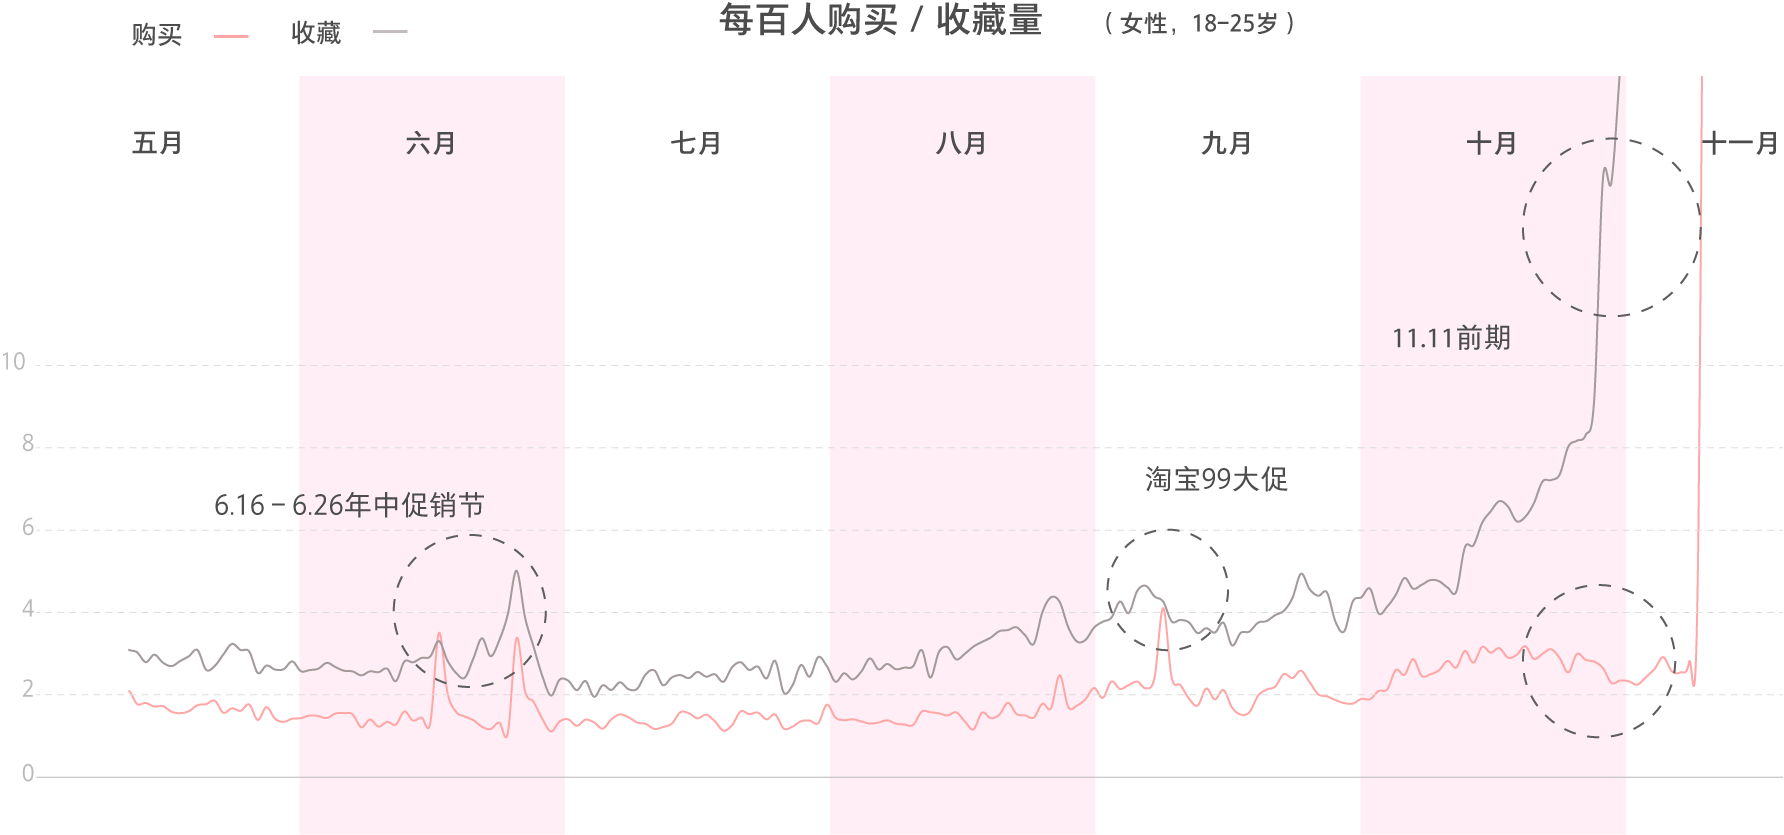 每百人购买 / 收藏量 （ 女性，18-25岁 ）
购买 收藏
五月 六月 七月 八月 九月 十月 十一月
11.11前期
10
8
淘宝99大促
6.16 – 6.26年中促销节
6
4
2
0